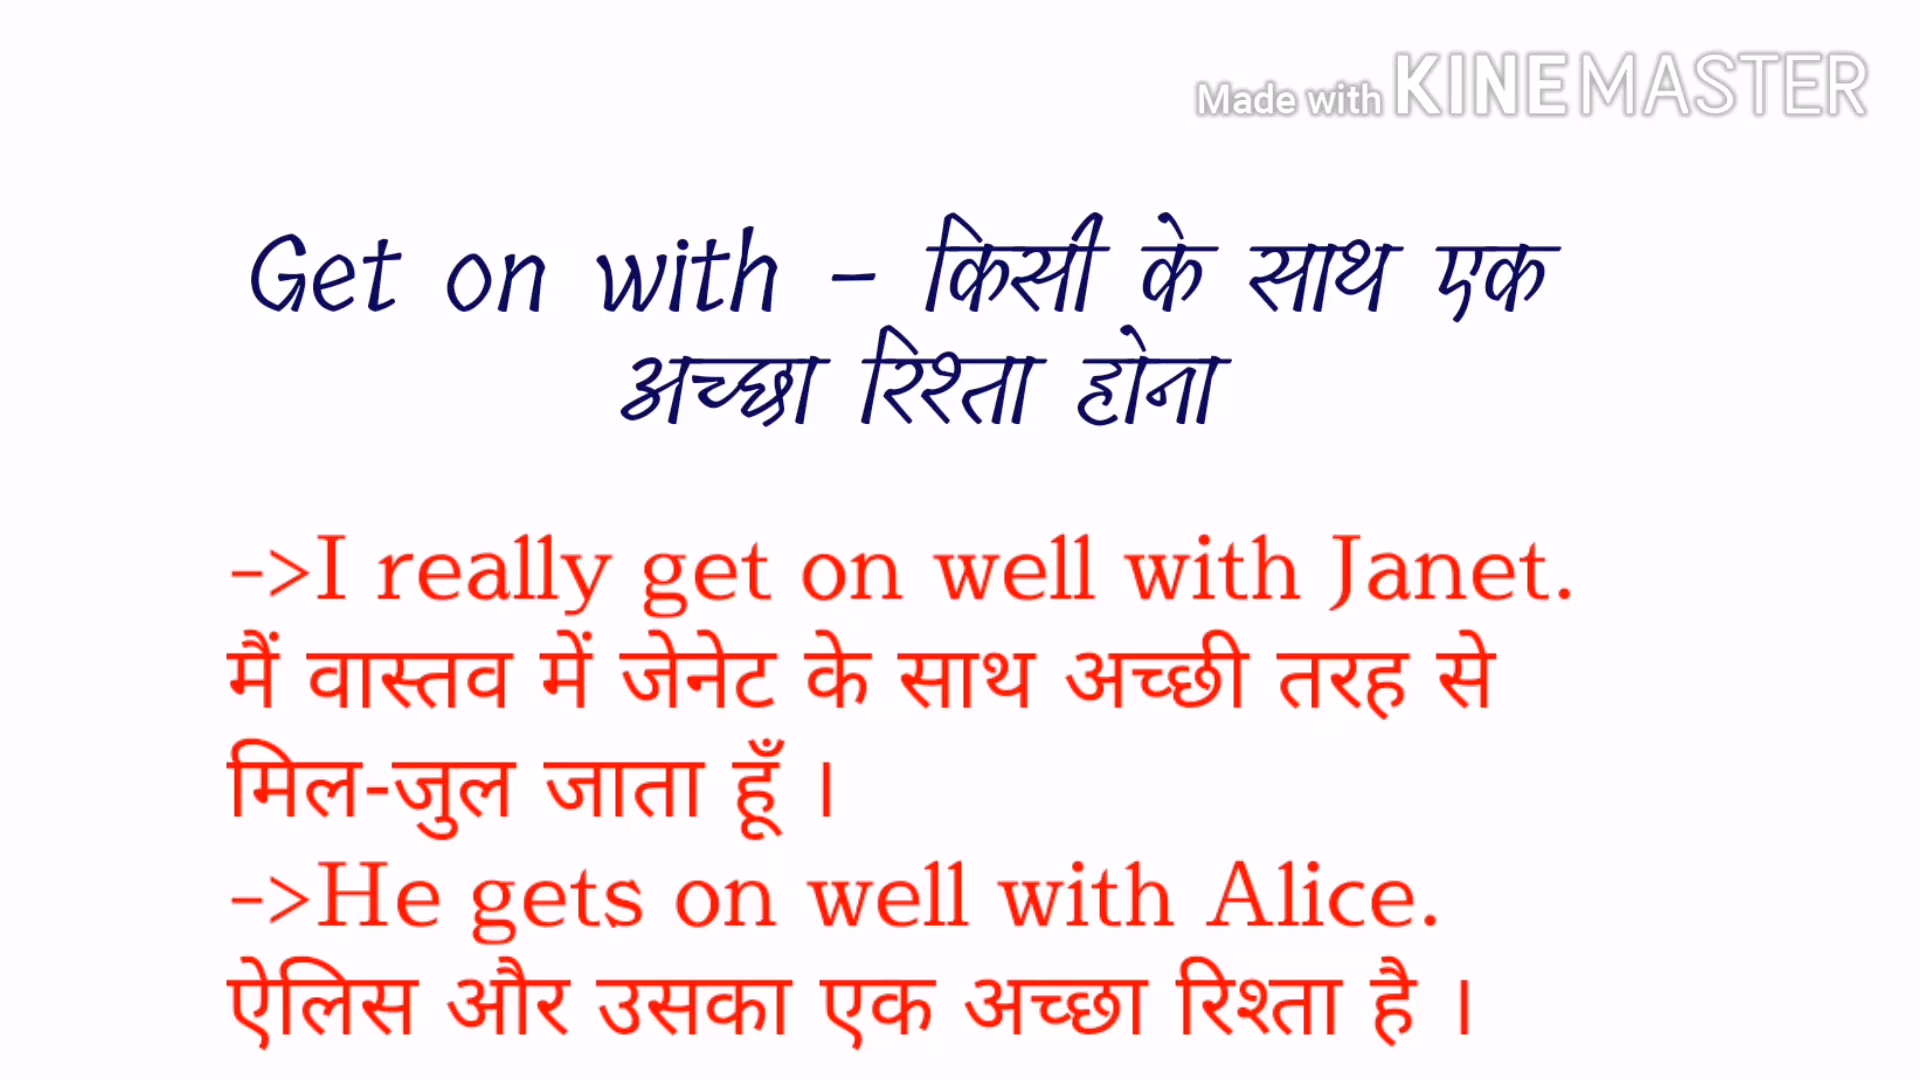 Made with KINEMASTER
Get on with - किसी के साथ एक
अच्छा रिश्ता होना
->I really get on well with Janet.
मैं वास्तव में जेनेट के साथ अच्छी तरह से
मिल-जुल जाता हूँ ।
->He gets on well with Alice.
ऐलिस और उसका एक अच्छा रिश्ता है ।